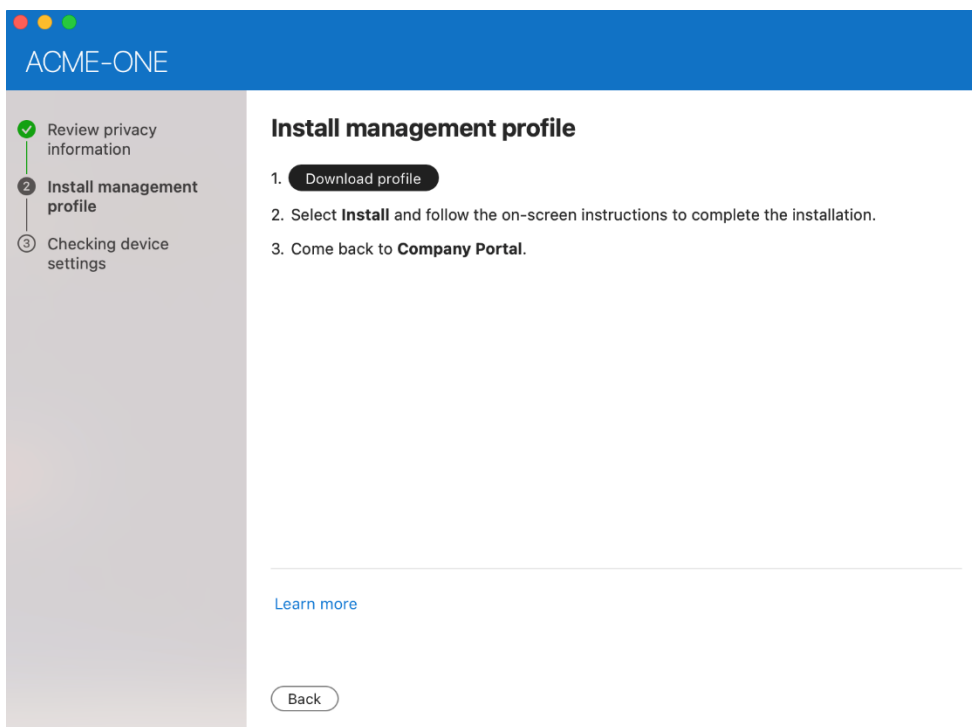 ACME-ONE
Review privacy
information
2
Install management
profile
3
Checking device
settings
Install management profile
1. Download profile
2. Select Install and follow the on-screen instructions to complete the installation.
3. Come back to Company Portal.
Learn more
Back